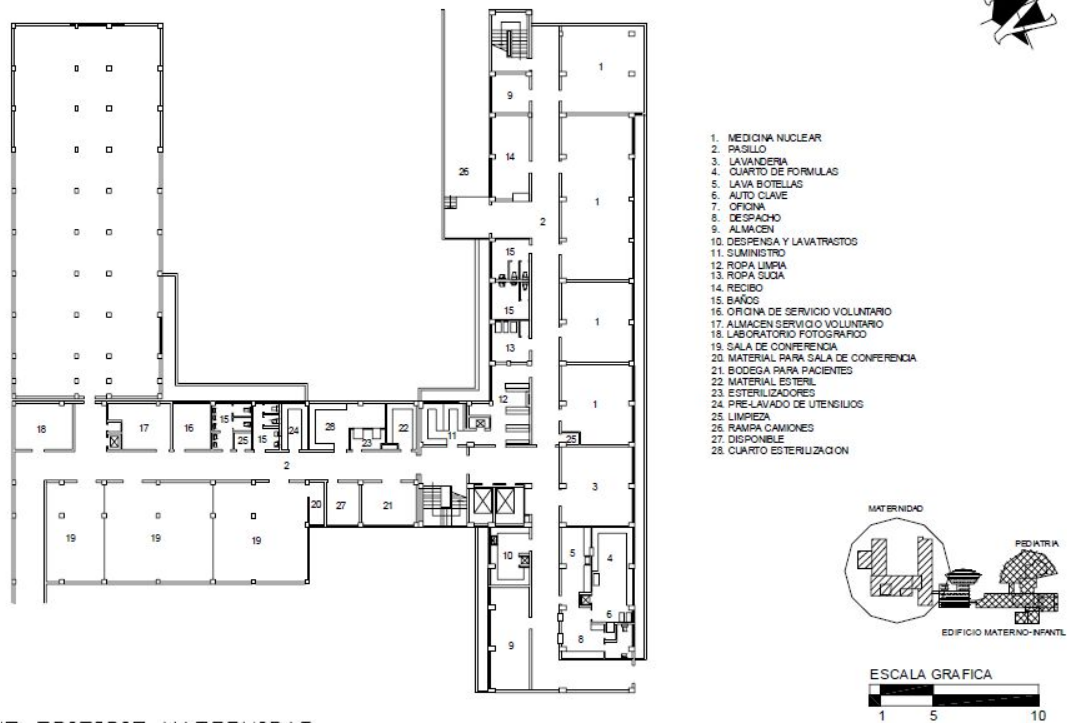 1. MEDICINA NUCLEAR
2. PASILLO
3. LAVANDERIA
4. CUARTO DE FORMULAS
5. LAVA BOTELLAS
6. AUTO CLAVE
7. OFICINA
8. DESPACHO
9. ALMACEN
10. DESPENSA Y LAVATRASTOS
11. SUMINISTRO
12. ROPA LIMPIA
13. ROPA SUCIA
14. RECIBO
15. BAÑOS
16. OFICINA DE SERVICIO VOLUNTARIO
17. ALMACEN SERVICIO VOLUNTARIO
18. LABORATORIO FOTOGRAFICO
19. SALA DE CONFERENCIA
20. MATERIAL PARA SALA DE CONFERENCIA
21. BODEGA PARA PACIENTES
22. MATERIAL ESTERIL
23. ESTERILIZADORES
24. PRE-LAVADO DE UTENSILIOS
25. LIMPIEZA
26. RAMPA CAMIONES
27. DISPONIBLE
28. CUARTO ESTERILIZACION
1
9
14
26
1
2
15
15
1
13
12
1
18
17
16
15
25
15
24
28
23
22
11
25
2
3
19
19
19
20
27
21
10
5
4
6
8
9
MATERNIDAD
PEDIATRIA
EDIFICIO MATERNO-INFANTIL
ESCALA GRAFICA
1 5 10